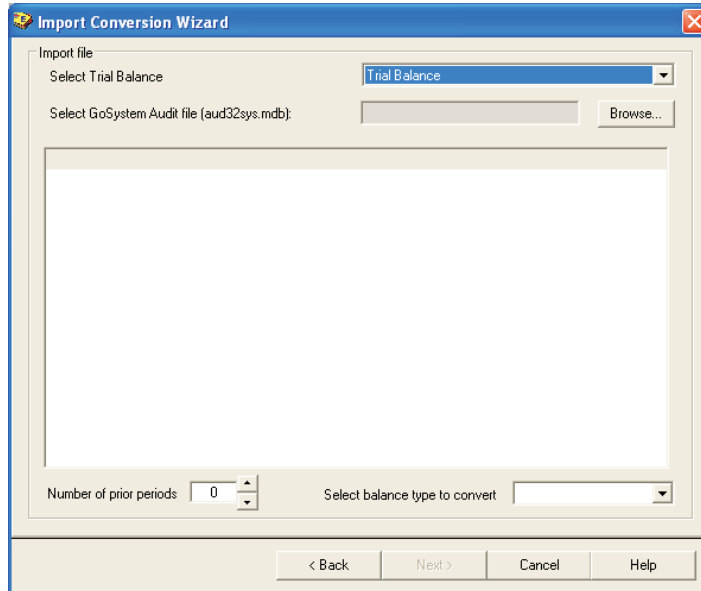 Import Conversion Wizard
Import file
Select Trial Balance
Trial Balance
Select GoSystem Audit file (aud32sys.mdb):
Browse...
Number of prior periods
0
Select balance type to convert
< Back
Next >
Cancel
Help